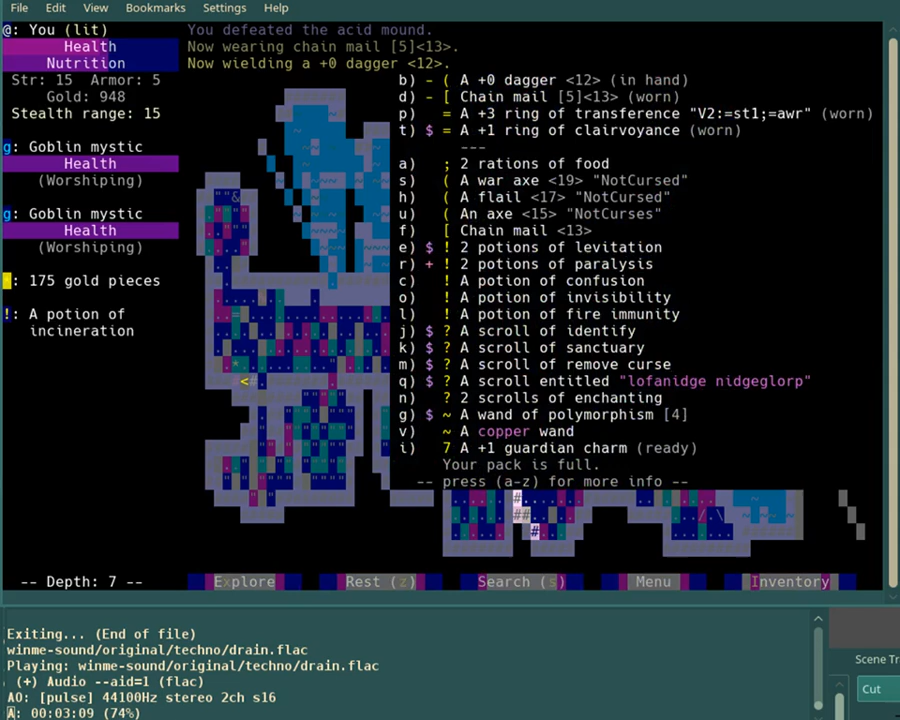 File Edit View Bookmarks Settings Help
@: You (lit)
Health
Nutrition
Str: 15 Armor: 5
Gold: 948
Stealth range: 15
g: Goblin mystic
Health
(Worshiping)
g: Goblin mystic
Health
(Worshiping)
*: 175 gold pieces
!: A potion of
incineration
-- Depth: 7 --
You defeated the acid mound.
Now wearing chain mail [5]<13>.
Now wielding a +0 dagger <12>.
b) - ( A +0 dagger <12> (in hand)
d) - [ Chain mail [5]<13> (worn)
p) = A +3 ring of transference "V2:=st1;=awr" (worn)
t) $ = A +1 ring of clairvoyance (worn)
---
a) ; 2 rations of food
s) ( A war axe <19> "NotCursed"
h) ( A flail <17> "NotCursed"
u) ( An axe <15> "NotCurses"
f) [ Chain mail <13>
e) $ ! 2 potions of levitation
r) + ! 2 potions of paralysis
c) ! A potion of confusion
o) ! A potion of invisibility
l) ! A potion of fire immunity
j) $ ? A scroll of identify
k) $ ? A scroll of sanctuary
m) $ ? A scroll of remove curse
q) $ ? A scroll entitled "lofanidge nidgeglorp"
n) ? 2 scrolls of enchanting
g) $ ~ A wand of polymorphism [4]
v) ~ A copper wand
i) 7 A +1 guardian charm (ready)
Your pack is full.
-- press (a-z) for more info --
Explore Rest (z) Search (s) Menu Inventory
Exiting... (End of file)
winme-sound/original/techno/drain.flac
Playing: winme-sound/original/techno/drain.flac
(+) Audio --aid=1 (flac)
AO: [pulse] 44100Hz stereo 2ch s16
A: 00:03:09 (74%)
Scene Tr
Cut